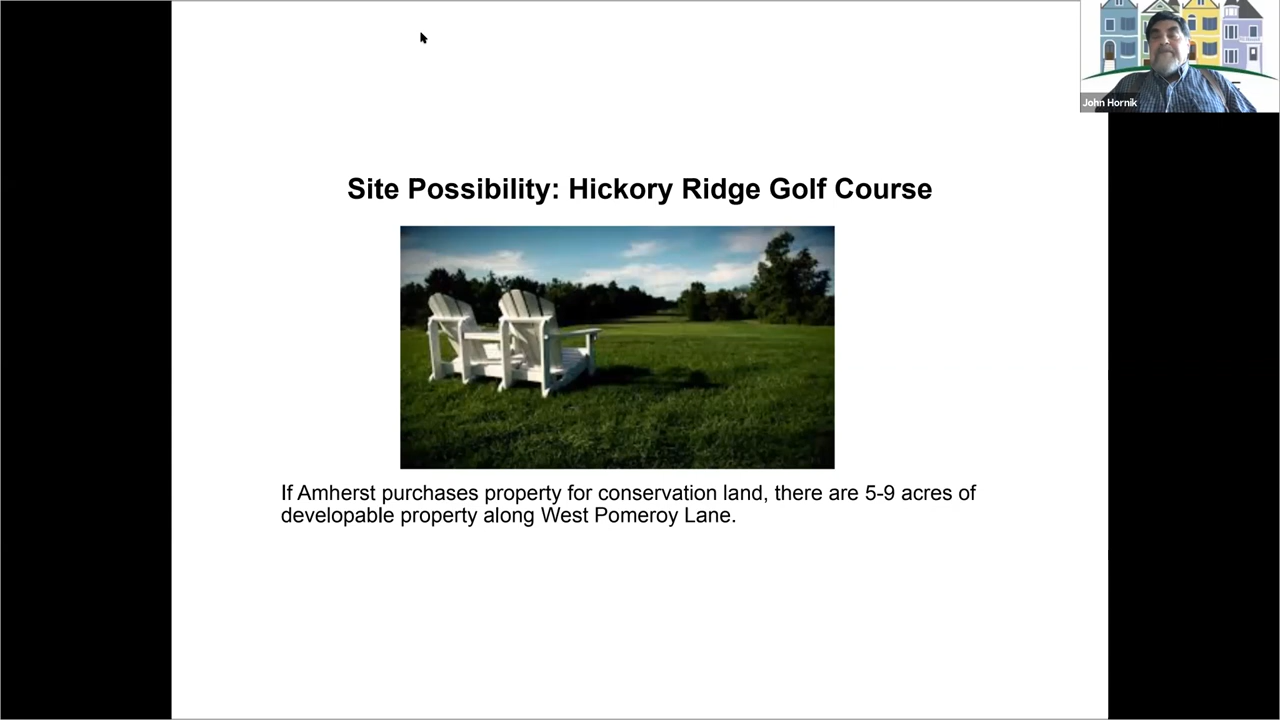 John Hornik
Site Possibility: Hickory Ridge Golf Course
If Amherst purchases property for conservation land, there are 5-9 acres of
developable property along West Pomeroy Lane.